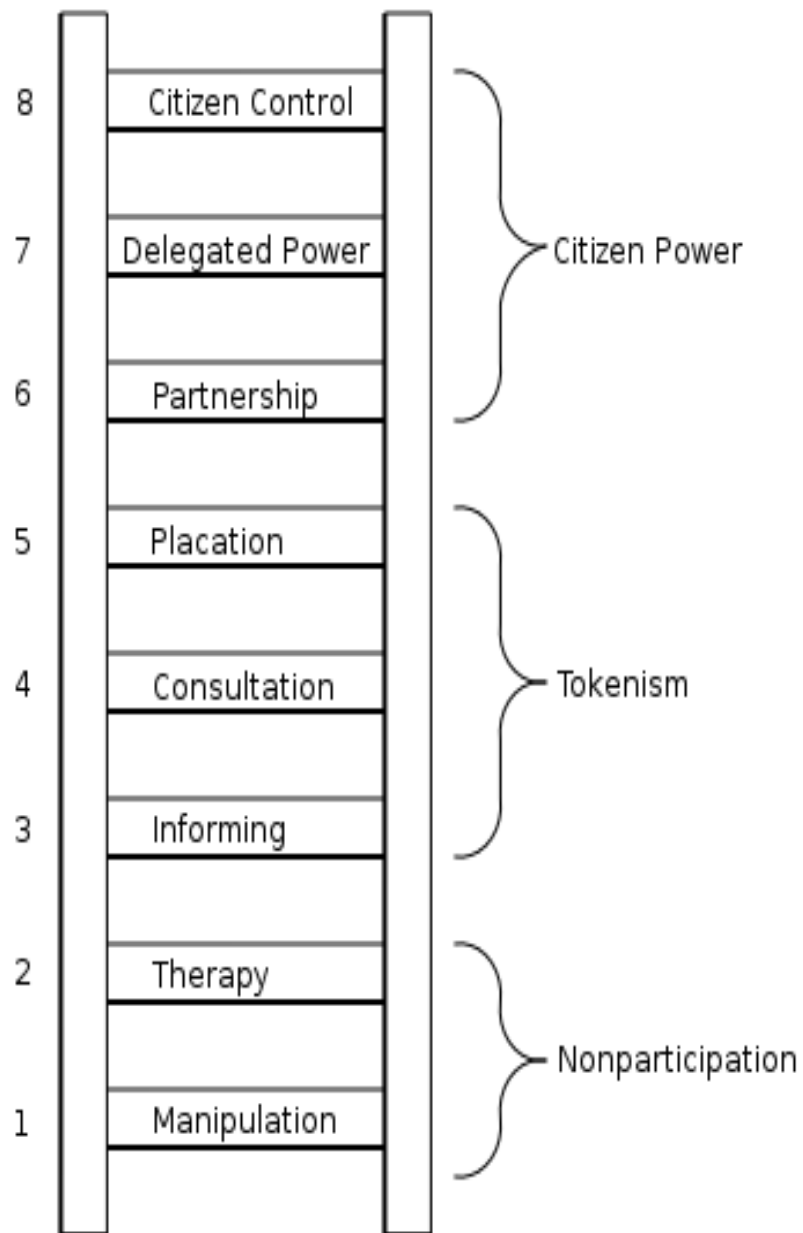 8 Citizen Control
7 Delegated Power Citizen Power
6 Partnership
5 Placation
4 Consultation Tokenism
3 Informing
2 Therapy
Nonparticipation
1 Manipulation